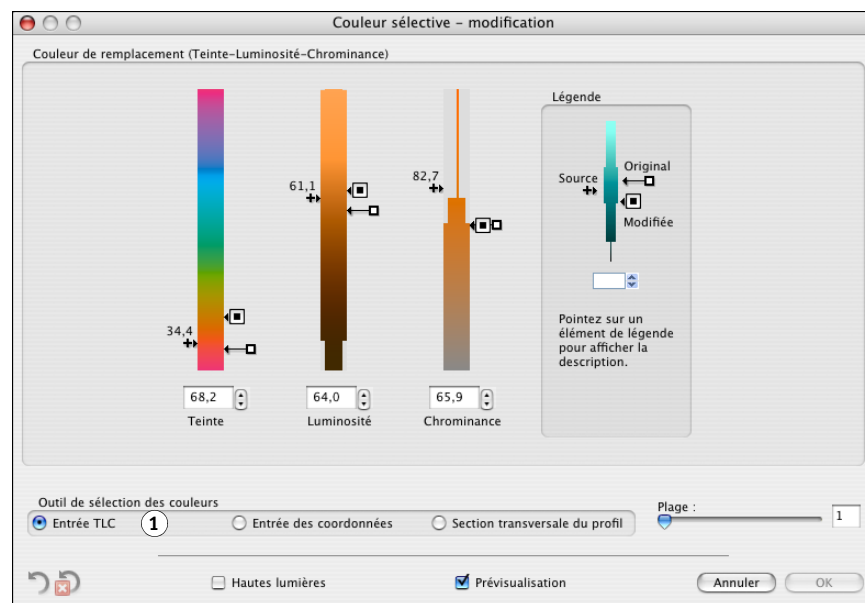 Couleur sélective – modification
Couleur de remplacement (Teinte-Luminosité-Chrominance)
Légende
Original
Source
Modifiée
Pointez sur un
élément de légende
pour afficher la
description.
61,1
82,7
34,4
68,2
64,0
65,9
Teinte
Luminosité
Chrominance
Outil de sélection des couleurs
Entrée TLC
1
Entrée des coordonnées
Section transversale du profil
Plage :
1
Hautes lumières
Prévisualisation
Annuler
OK